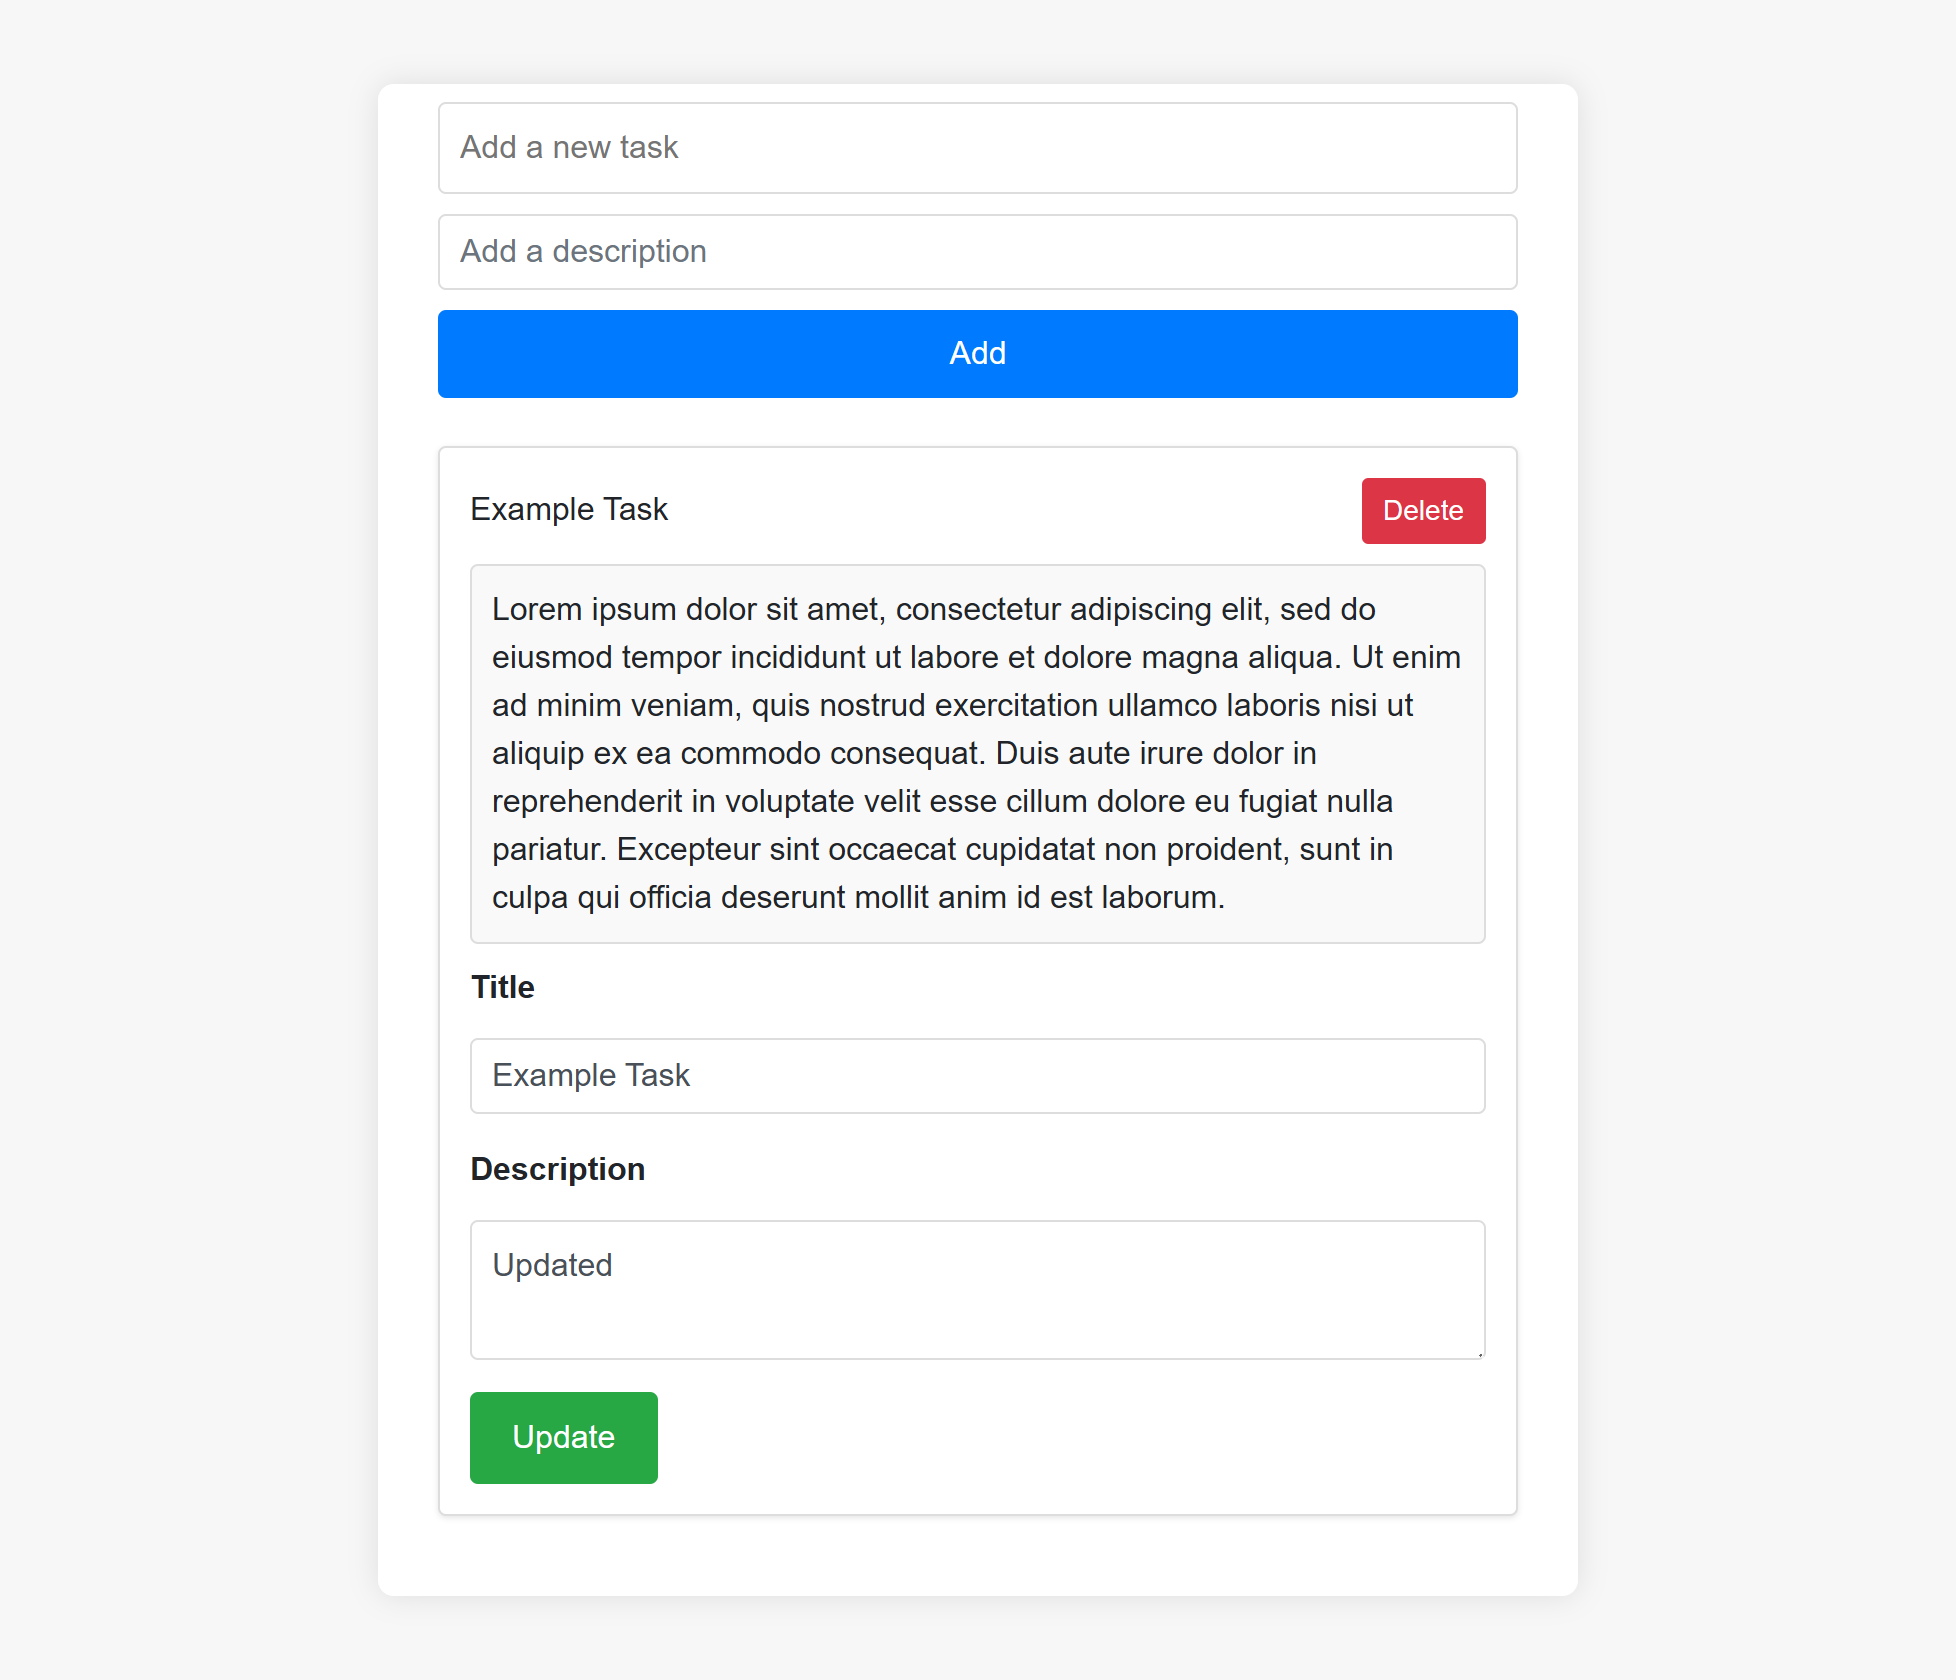 Add a new task
Add a description
Add
Example Task
Delete
Lorem ipsum dolor sit amet, consectetur adipiscing elit, sed do
eiusmod tempor incididunt ut labore et dolore magna aliqua. Ut enim
ad minim veniam, quis nostrud exercitation ullamco laboris nisi ut
aliquip ex ea commodo consequat. Duis aute irure dolor in
reprehenderit in voluptate velit esse cillum dolore eu fugiat nulla
pariatur. Excepteur sint occaecat cupidatat non proident, sunt in
culpa qui officia deserunt mollit anim id est laborum.
Title
Example Task
Description
Updated
Update